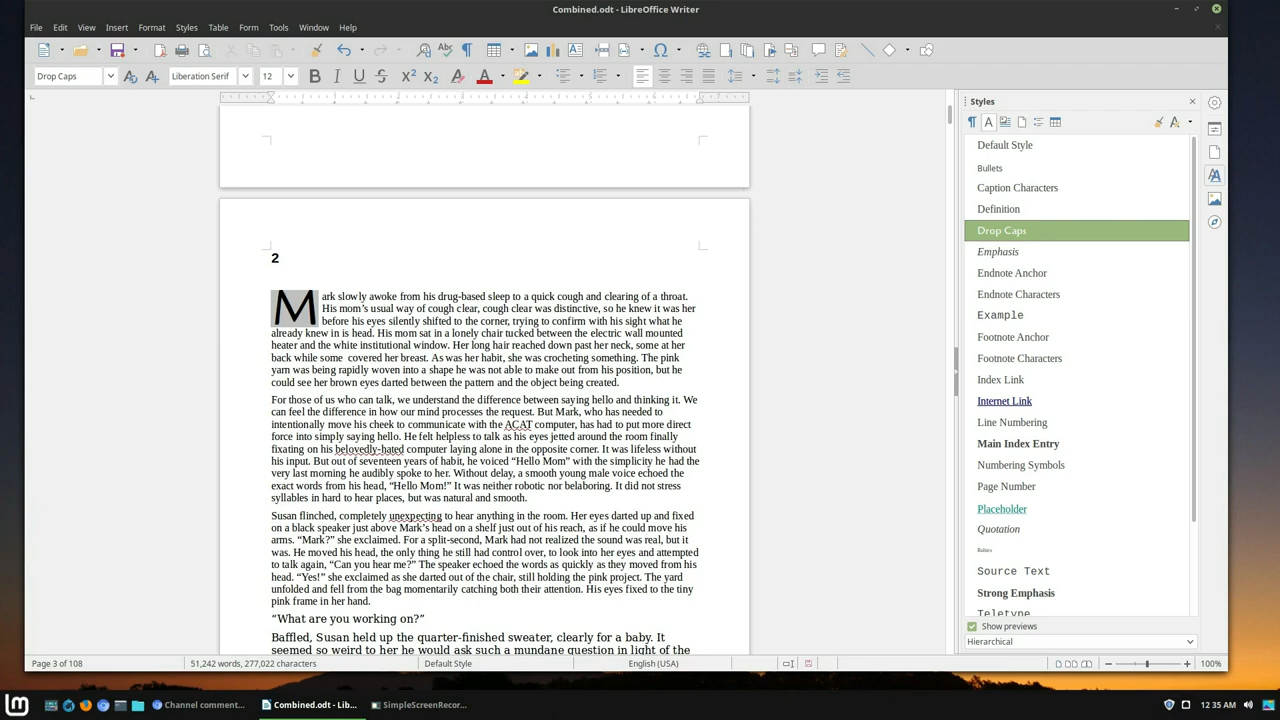 Combined.odt - LibreOffice Writer
File Edit View Insert Format Styles Table Form Tools Window Help
Drop Caps Liberation Serif 12
Styles
Default Style
Bullets
Caption Characters
Definition
Drop Caps
Emphasis
Endnote Anchor
Endnote Characters
Example
Footnote Anchor
Footnote Characters
Index Link
Internet Link
Line Numbering
Main Index Entry
Numbering Symbols
Page Number
Placeholder
Quotation
Rubies
Source Text
Strong Emphasis
Teletype
Show previews
Hierarchical
2
Mark slowly awoke from his drug-based sleep to a quick cough and clearing of a throat.
His mom's usual way of cough clear, cough clear was distinctive, so he knew it was her
before his eyes silently shifted to the corner, trying to confirm with his sight what he
already knew in is head. His mom sat in a lonely chair tucked between the electric wall mounted
heater and the white institutional window. Her long hair reached down past her neck, some at her
back while some  covered her breast. As was her habit, she was crocheting something. The pink
yarn was being rapidly woven into a shape he was not able to make out from his position, but he
could see her brown eyes darted between the pattern and the object being created.
For those of us who can talk, we understand the difference between saying hello and thinking it. We
can feel the difference in how our mind processes the request. But Mark, who has needed to
intentionally move his cheek to communicate with the ACAT computer, has had to put more direct
force into simply saying hello. He felt helpless to talk as his eyes jetted around the room finally
fixating on his belovedly-hated computer laying alone in the opposite corner. It was lifeless without
his input. But out of seventeen years of habit, he voiced “Hello Mom” with the simplicity he had the
very last morning he audibly spoke to her. Without delay, a smooth young male voice echoed the
exact words from his head, “Hello Mom!” It was neither robotic nor belaboring. It did not stress
syllables in hard to hear places, but was natural and smooth.
Susan flinched, completely unexpecting to hear anything in the room. Her eyes darted up and fixed
on a black speaker just above Mark's head on a shelf just out of his reach, as if he could move his
arms. “Mark?” she exclaimed. For a split-second, Mark had not realized the sound was real, but it
was. He moved his head, the only thing he still had control over, to look into her eyes and attempted
to talk again, “Can you hear me?” The speaker echoed the words as quickly as they moved from his
head. “Yes!” she exclaimed as she darted out of the chair, still holding the pink project. The yard
unfolded and fell from the bag momentarily catching both their attention. His eyes fixed to the tiny
pink frame in her hand.
“What are you working on?”
Baffled, Susan held up the quarter-finished sweater, clearly for a baby. It
seemed so weird to her he would ask such a mundane question in light of the
Page 3 of 108 51,242 words, 277,022 characters Default Style English (USA) 100%
Channel comment... Combined.odt - Lib... SimpleScreenRecor... 12:35 AM